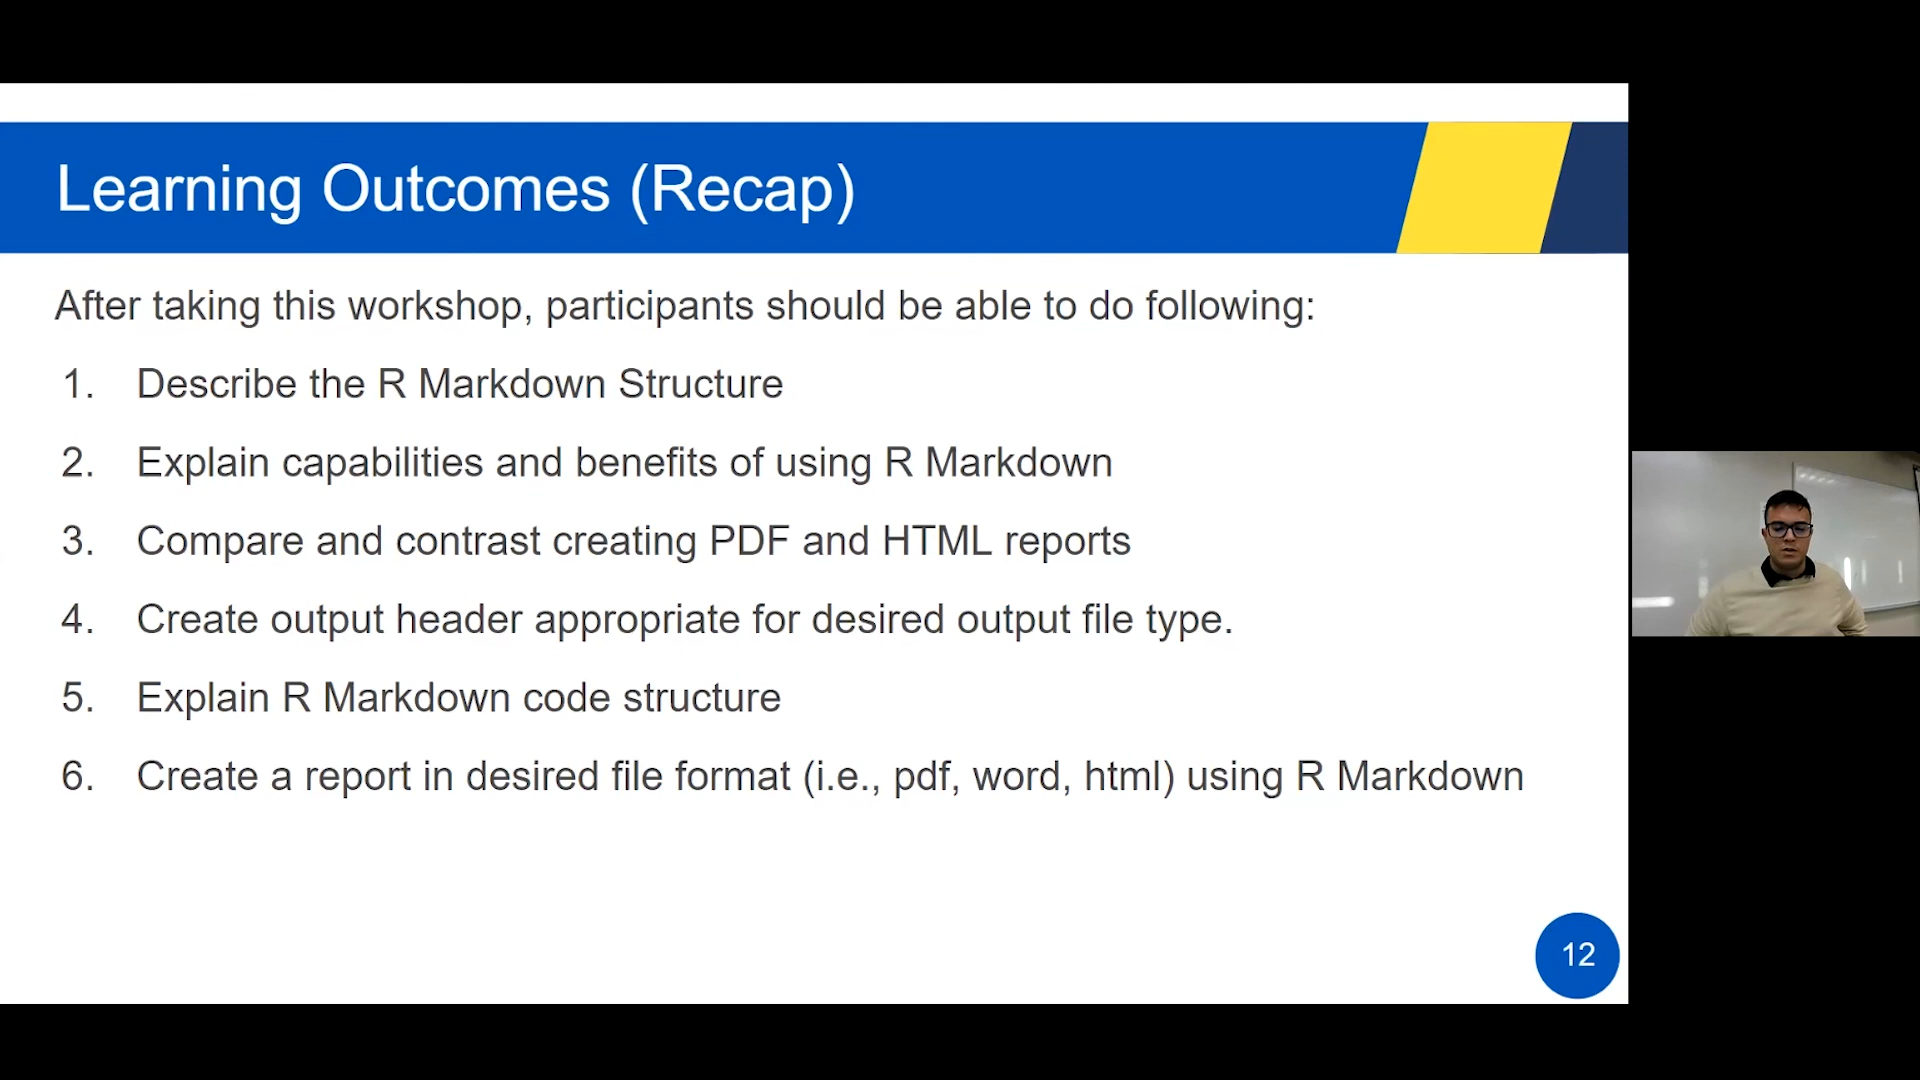 Learning Outcomes (Recap)
After taking this workshop, participants should be able to do following:
1. Describe the R Markdown Structure
2. Explain capabilities and benefits of using R Markdown
3. Compare and contrast creating PDF and HTML reports
4. Create output header appropriate for desired output file type.
5. Explain R Markdown code structure
6. Create a report in desired file format (i.e., pdf, word, html) using R Markdown
12